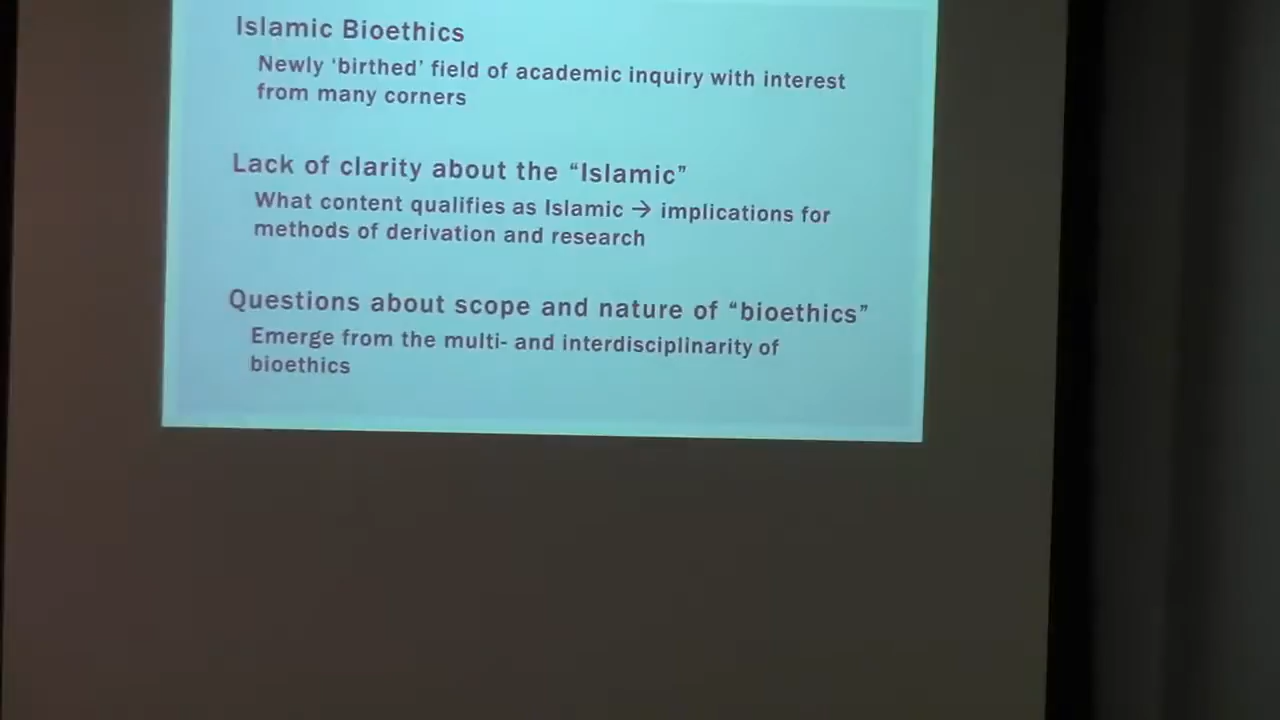 Islamic Bioethics
Newly ‘birthed’ field of academic inquiry with interest
from many corners
Lack of clarity about the “Islamic”
What content qualifies as Islamic → implications for
methods of derivation and research
Questions about scope and nature of “bioethics”
Emerge from the multi- and interdisciplinarity of
bioethics